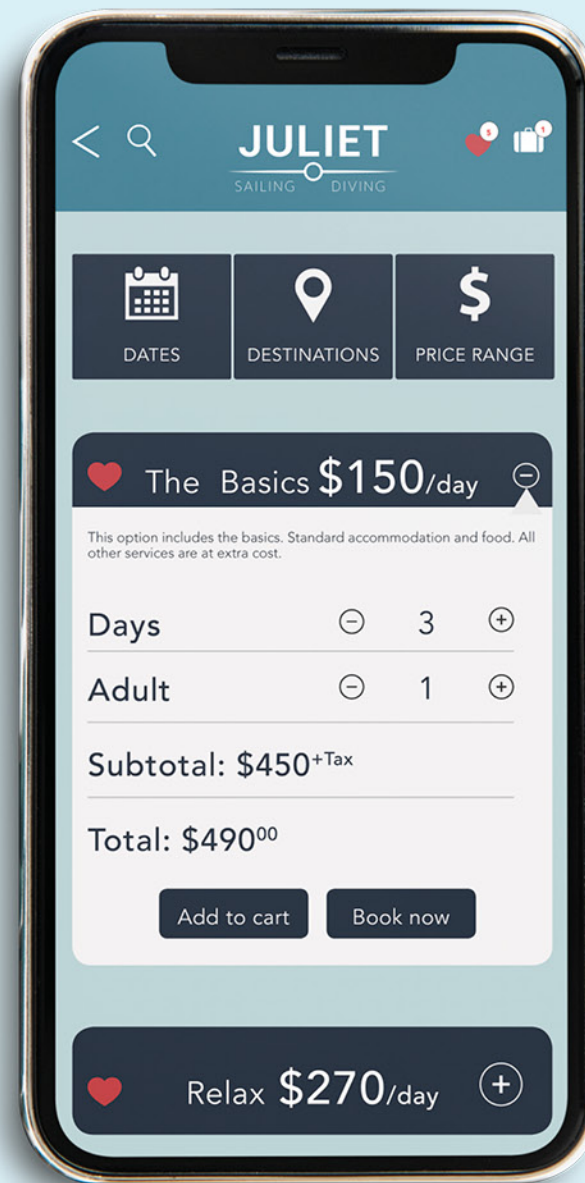 JULIET
SAILING DIVING
1
DATES DESTINATIONS PRICE RANGE
The Basics $150/day
This option includes the basics. Standard accommodation and food. All
other services are at extra cost.
Days 3
Adult 1
Subtotal: $450+Tax
Total: $490⁰⁰
Add to cart Book now
Relax $270/day